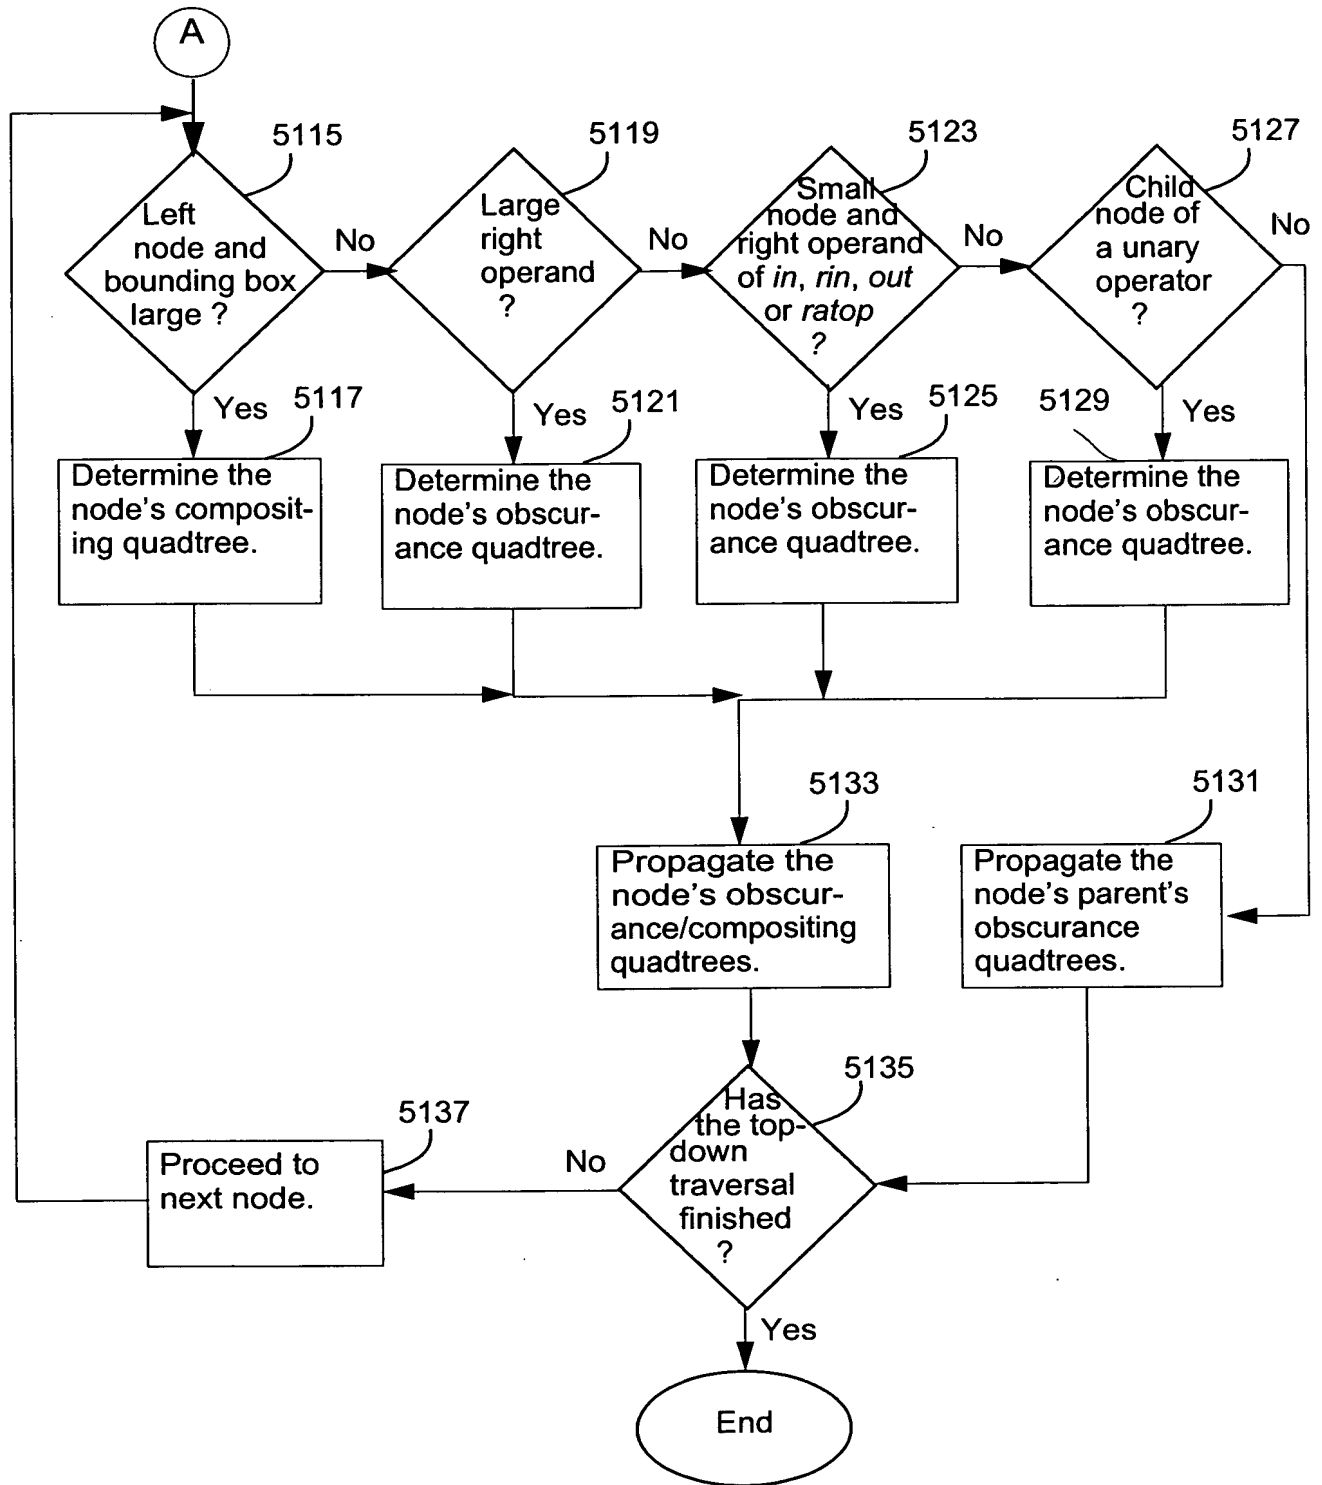 A
5115
5119
5123
5127
Left
node and
bounding box
large ?
No
Large
right
operand
?
No
Small
node and
right operand
of in, rin, out
or ratop
?
No
Child
node of
a unary
operator
?
No
Yes
5117
Yes
5121
Yes
5125
5129
Yes
Determine the
node's composit-
ing quadtree.
Determine the
node's obscur-
ance quadtree.
Determine the
node's obscur-
ance quadtree.
Determine the
node's obscur-
ance quadtree.
5133
5131
Propagate the
node's obscur-
ance/compositing
quadtrees.
Propagate the
node's parent's
obscurance
quadtrees.
5135
5137
Has
the top-
down
traversal
finished
?
No
Proceed to
next node.
Yes
End